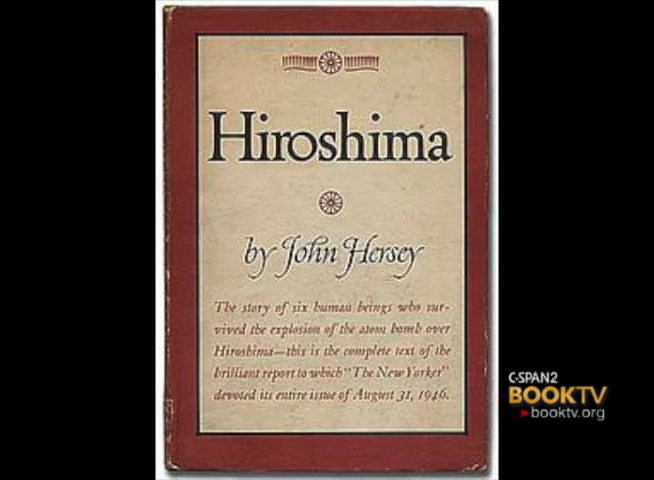 Hiroshima
by John Hersey
The story of six human beings who sur-
vived the explosion of the atom bomb over
Hiroshima—this is the complete text of the
brilliant report to which "The New Yorker"
devoted its entire issue of August 31, 1946.
C-SPAN2
BOOKTV
booktv.org